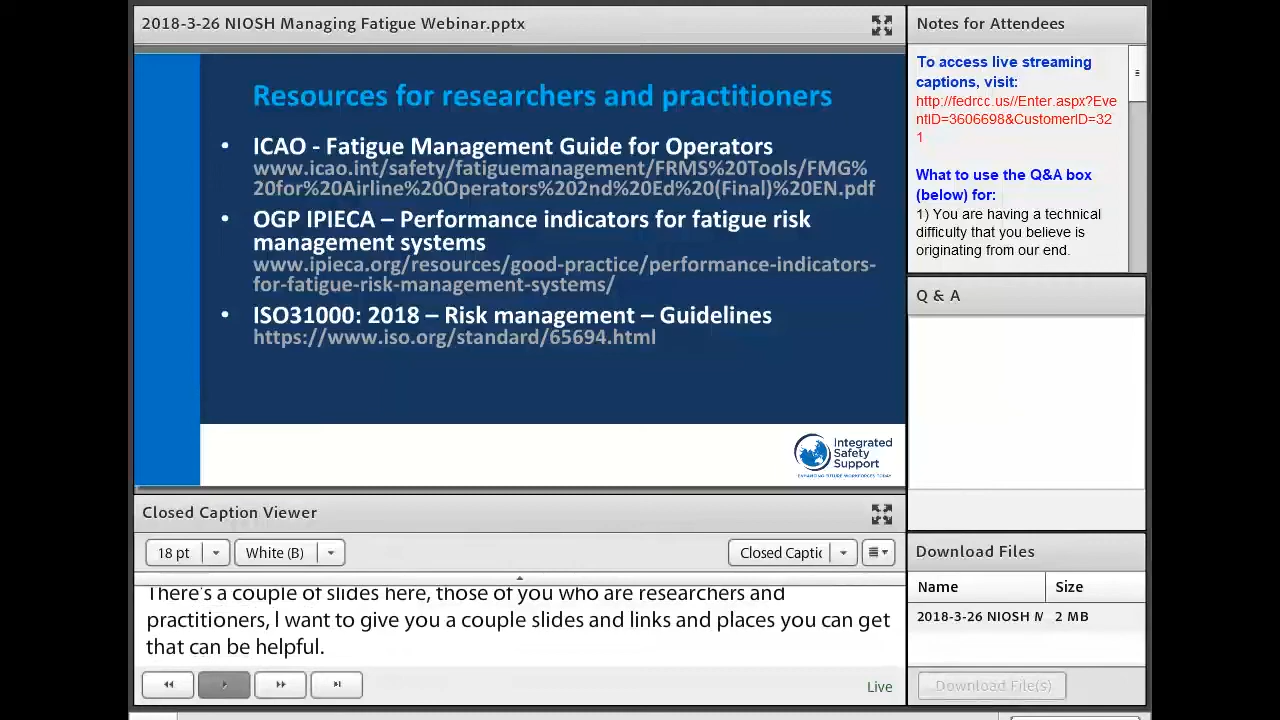 2018-3-26 NIOSH Managing Fatigue Webinar.pptx
Resources for researchers and practitioners
• ICAO - Fatigue Management Guide for Operators
www.icao.int/safety/fatiguemanagement/FRMS%20Tools/FMG%
20for%20Airline%20Operators%202nd%20Ed%20(Final)%20EN.pdf
• OGP IPIECA – Performance indicators for fatigue risk
management systems
www.ipieca.org/resources/good-practice/performance-indicators-
for-fatigue-risk-management-systems/
• ISO31000: 2018 – Risk management – Guidelines
https://www.iso.org/standard/65694.html
Integrated
Safety
Support
ENHANCING FUTURE WORKFORCES TODAY
Closed Caption Viewer
18 pt
White (B)
Closed Captic
There's a couple of slides here, those of you who are researchers and
practitioners, I want to give you a couple slides and links and places you can get
that can be helpful.
Live
Notes for Attendees
To access live streaming
captions, visit:
http://fedrcc.us//Enter.aspx?Eve
ntID=3606698&CustomerID=32
1
What to use the Q&A box
(below) for:
1) You are having a technical
difficulty that you believe is
originating from our end.
Q & A
Download Files
Name Size
2018-3-26 NIOSH M 2 MB
Download File(s)